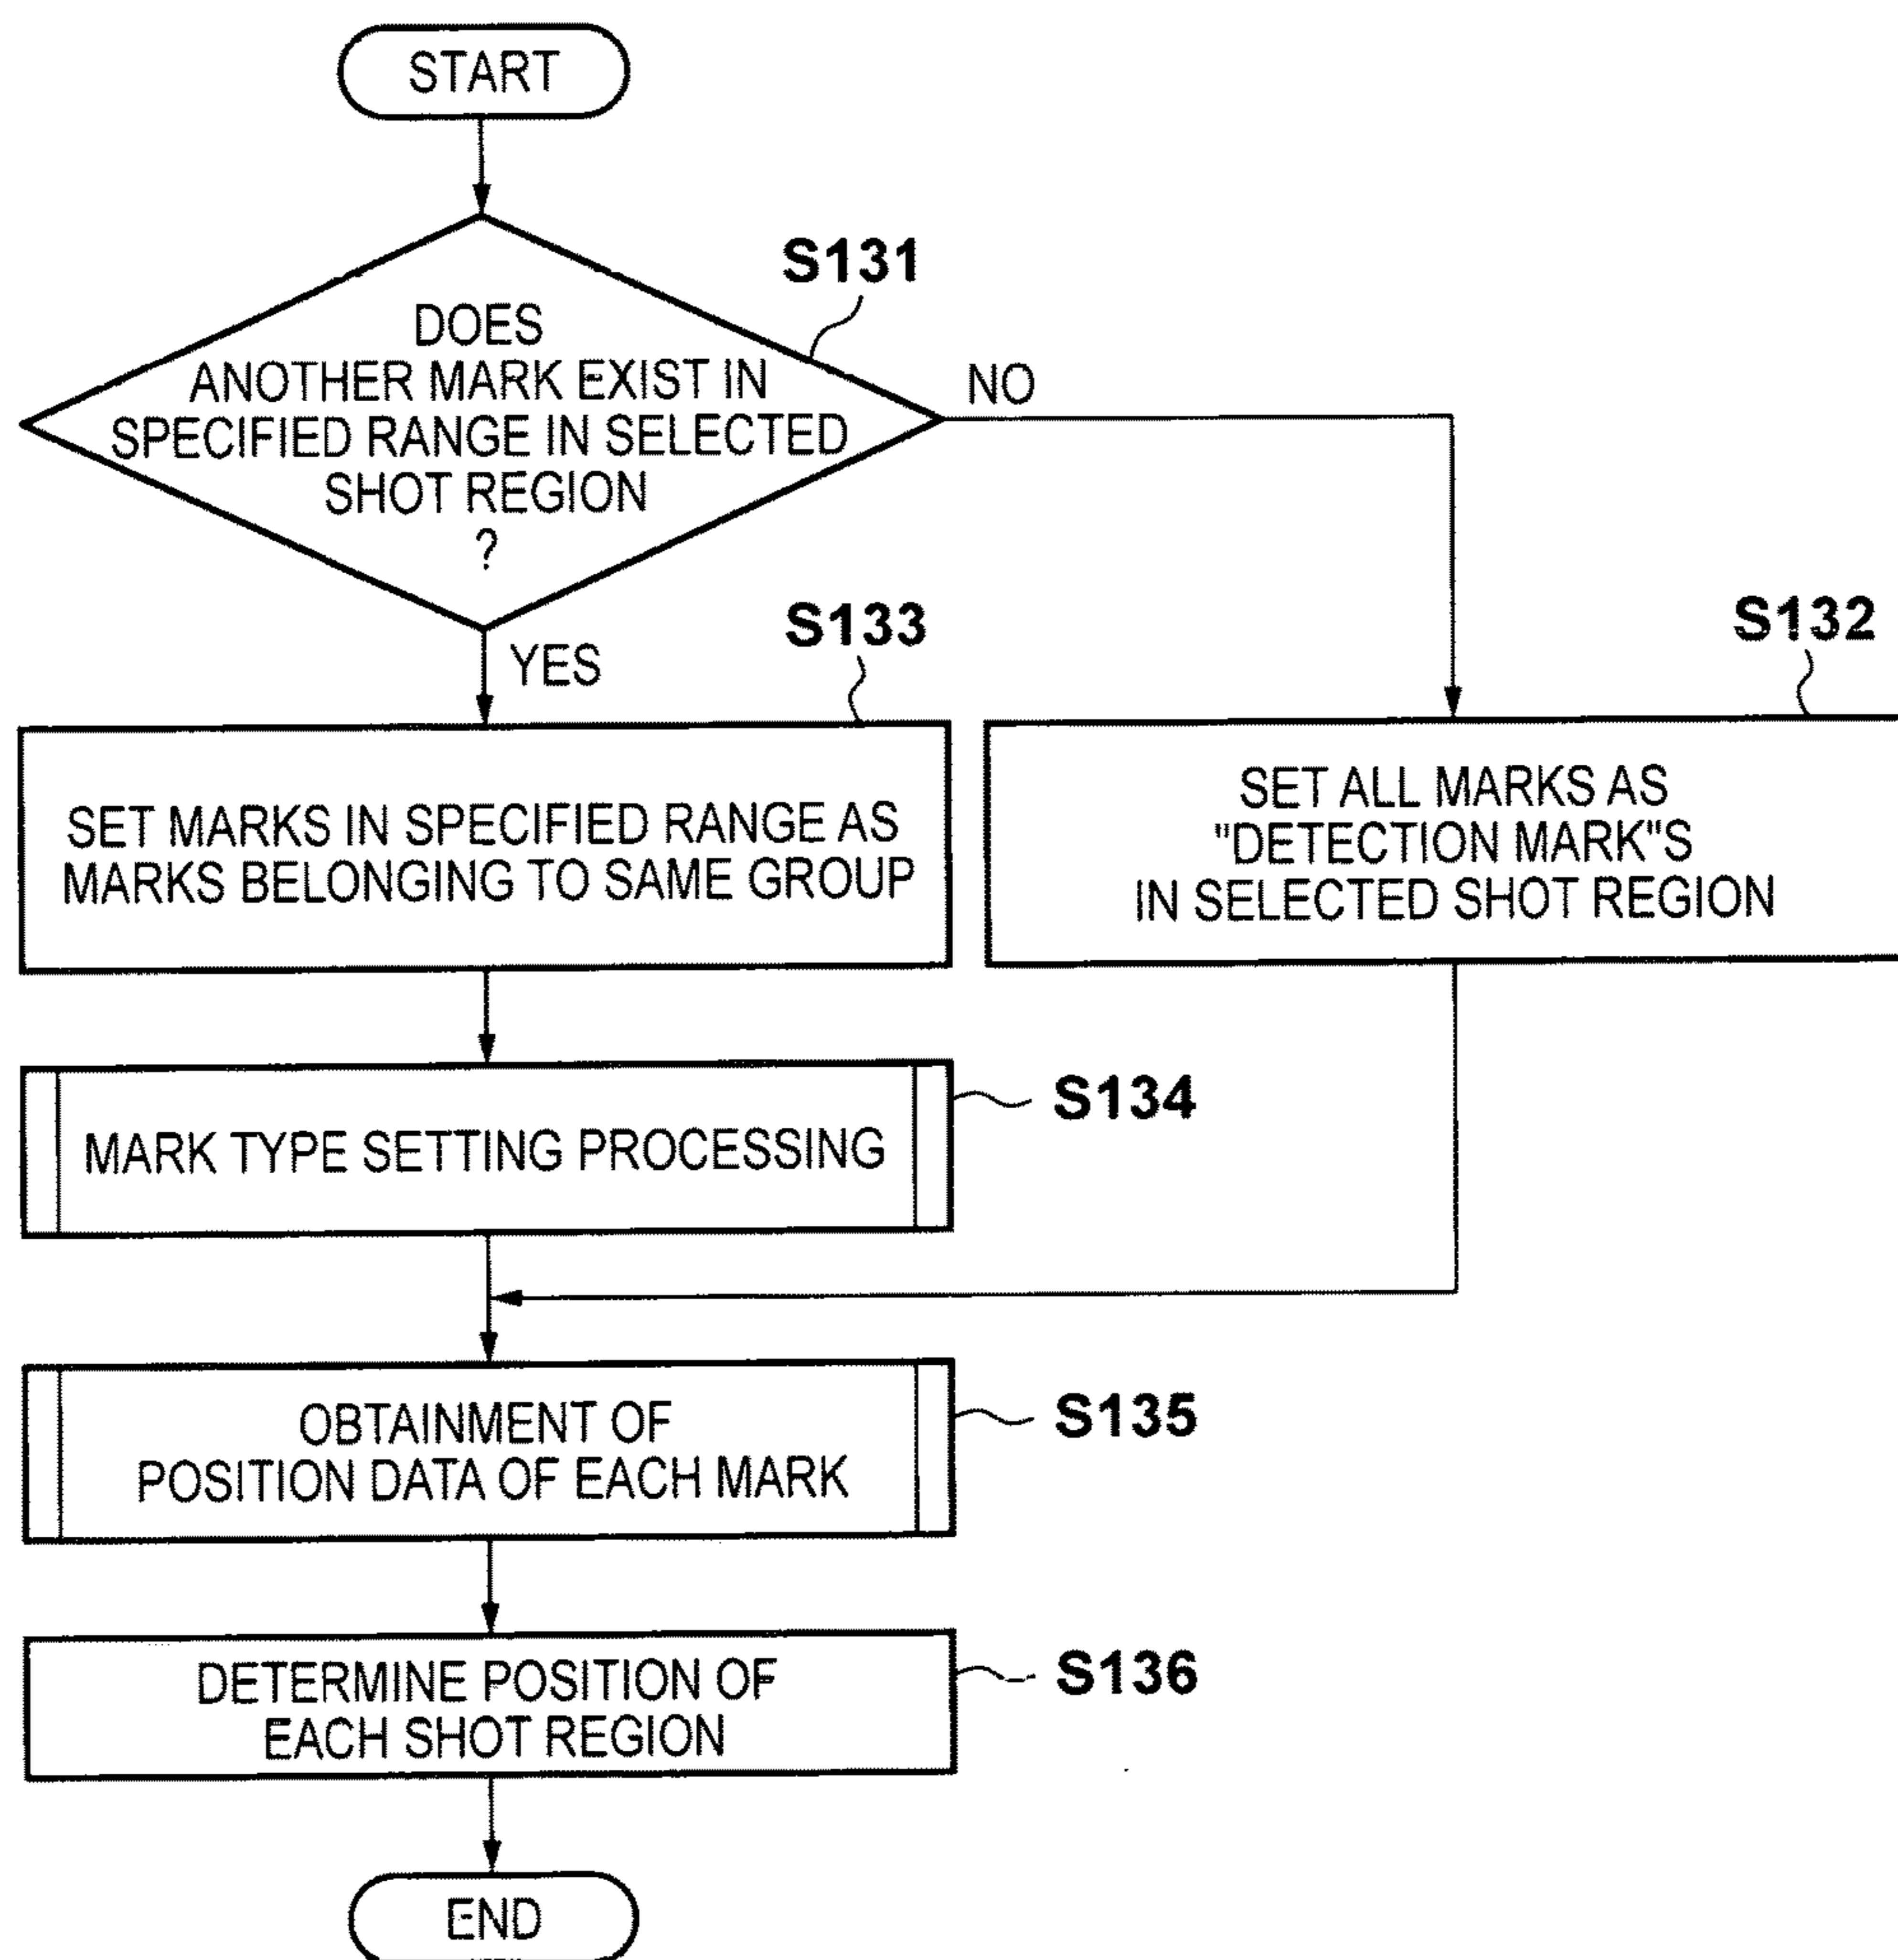 START
S131
DOES
ANOTHER MARK EXIST IN
SPECIFIED RANGE IN SELECTED
SHOT REGION
?
NO
YES
S133
SET MARKS IN SPECIFIED RANGE AS
MARKS BELONGING TO SAME GROUP
S132
SET ALL MARKS AS
"DETECTION MARK"S
IN SELECTED SHOT REGION
MARK TYPE SETTING PROCESSING
S134
OBTAINMENT OF
POSITION DATA OF EACH MARK
S135
DETERMINE POSITION OF
EACH SHOT REGION
S136
END